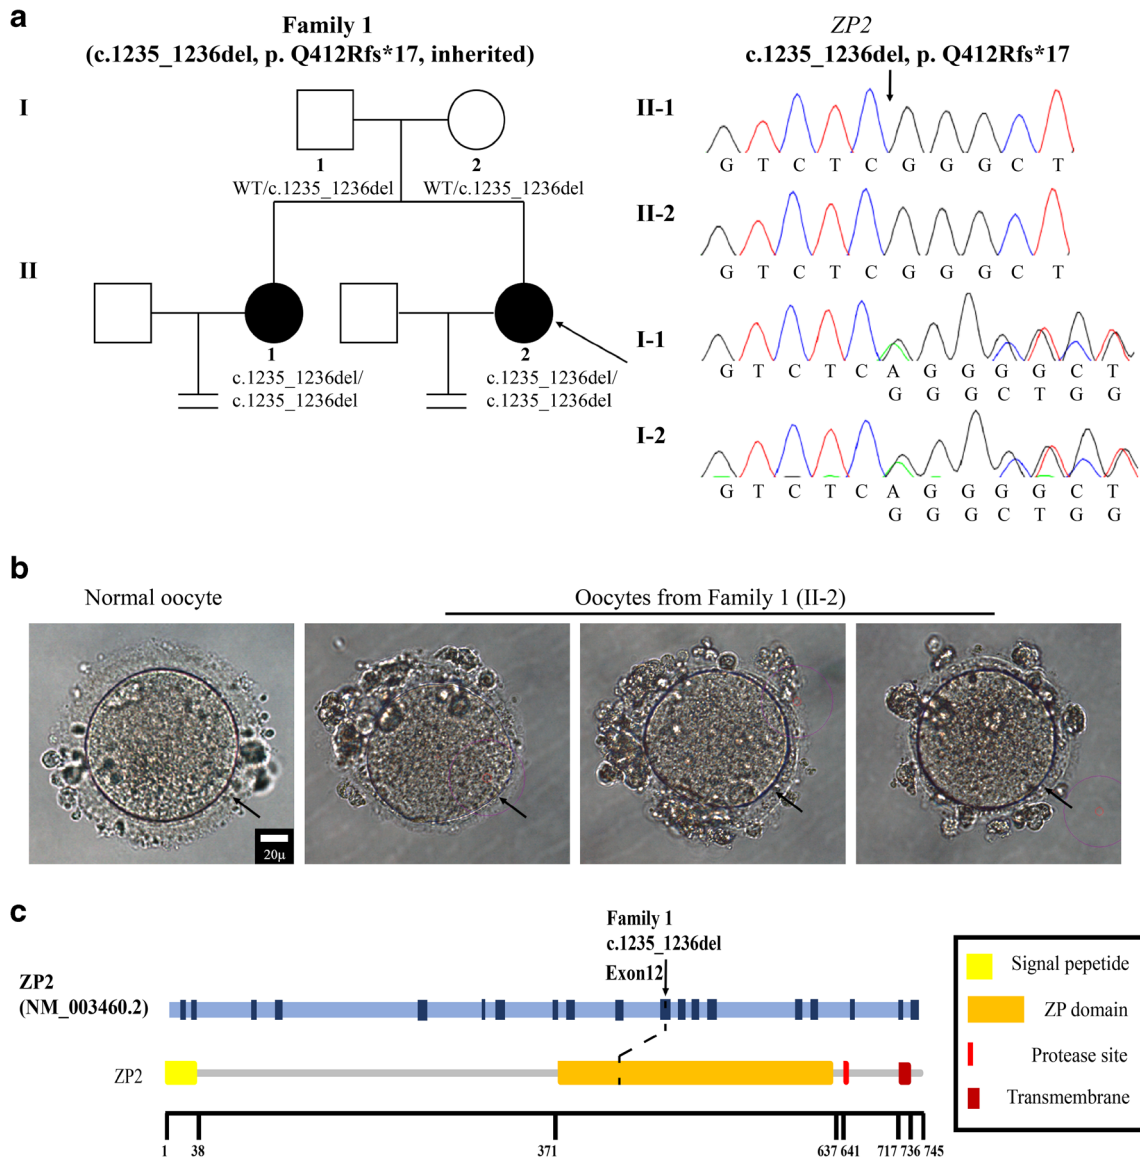 a
Family 1
(c.1235_1236del, p. Q412Rfs*17, inherited)
I
1
2
WT/c.1235_1236del
WT/c.1235_1236del
II
1
2
c.1235_1236del/
c.1235_1236del
c.1235_1236del/
c.1235_1236del
ZP2
c.1235_1236del, p. Q412Rfs*17
II-1
G T C T C G G G C T
II-2
G T C T C G G G C T
I-1
G T C T C A G G G G C T
G G G C T G G
I-2
G T C T C A G G G G C T
G G G C T G G
b
Normal oocyte
Oocytes from Family 1 (II-2)
20μ
c
Family 1
c.1235_1236del
Exon12
ZP2
(NM_003460.2)
ZP2
1 38 371 637 641 717 736 745
Signal pepetide
ZP domain
Protease site
Transmembrane